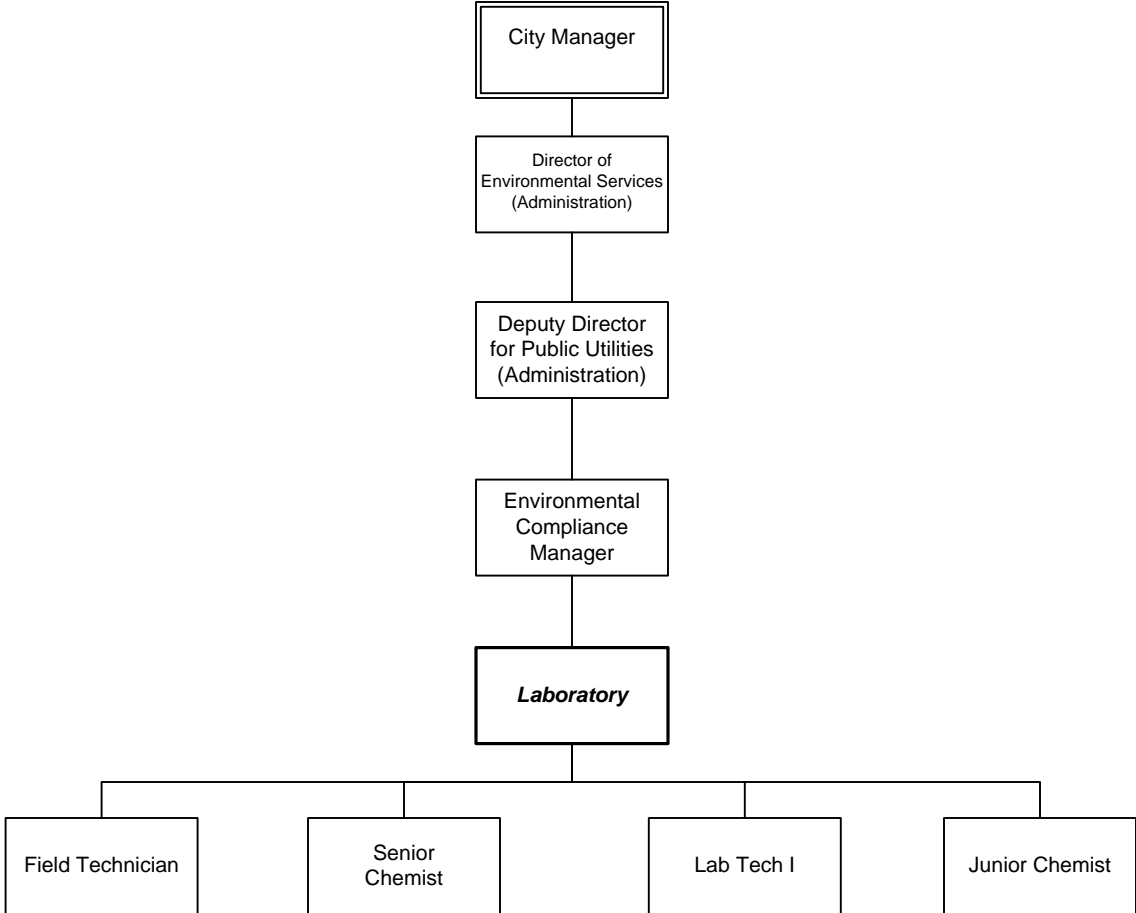 City Manager
Director of
Environmental Services
(Administration)
Deputy Director
for Public Utilities
(Administration)
Environmental
Compliance
Manager
Laboratory
Field Technician
Senior
Chemist
Lab Tech I
Junior Chemist